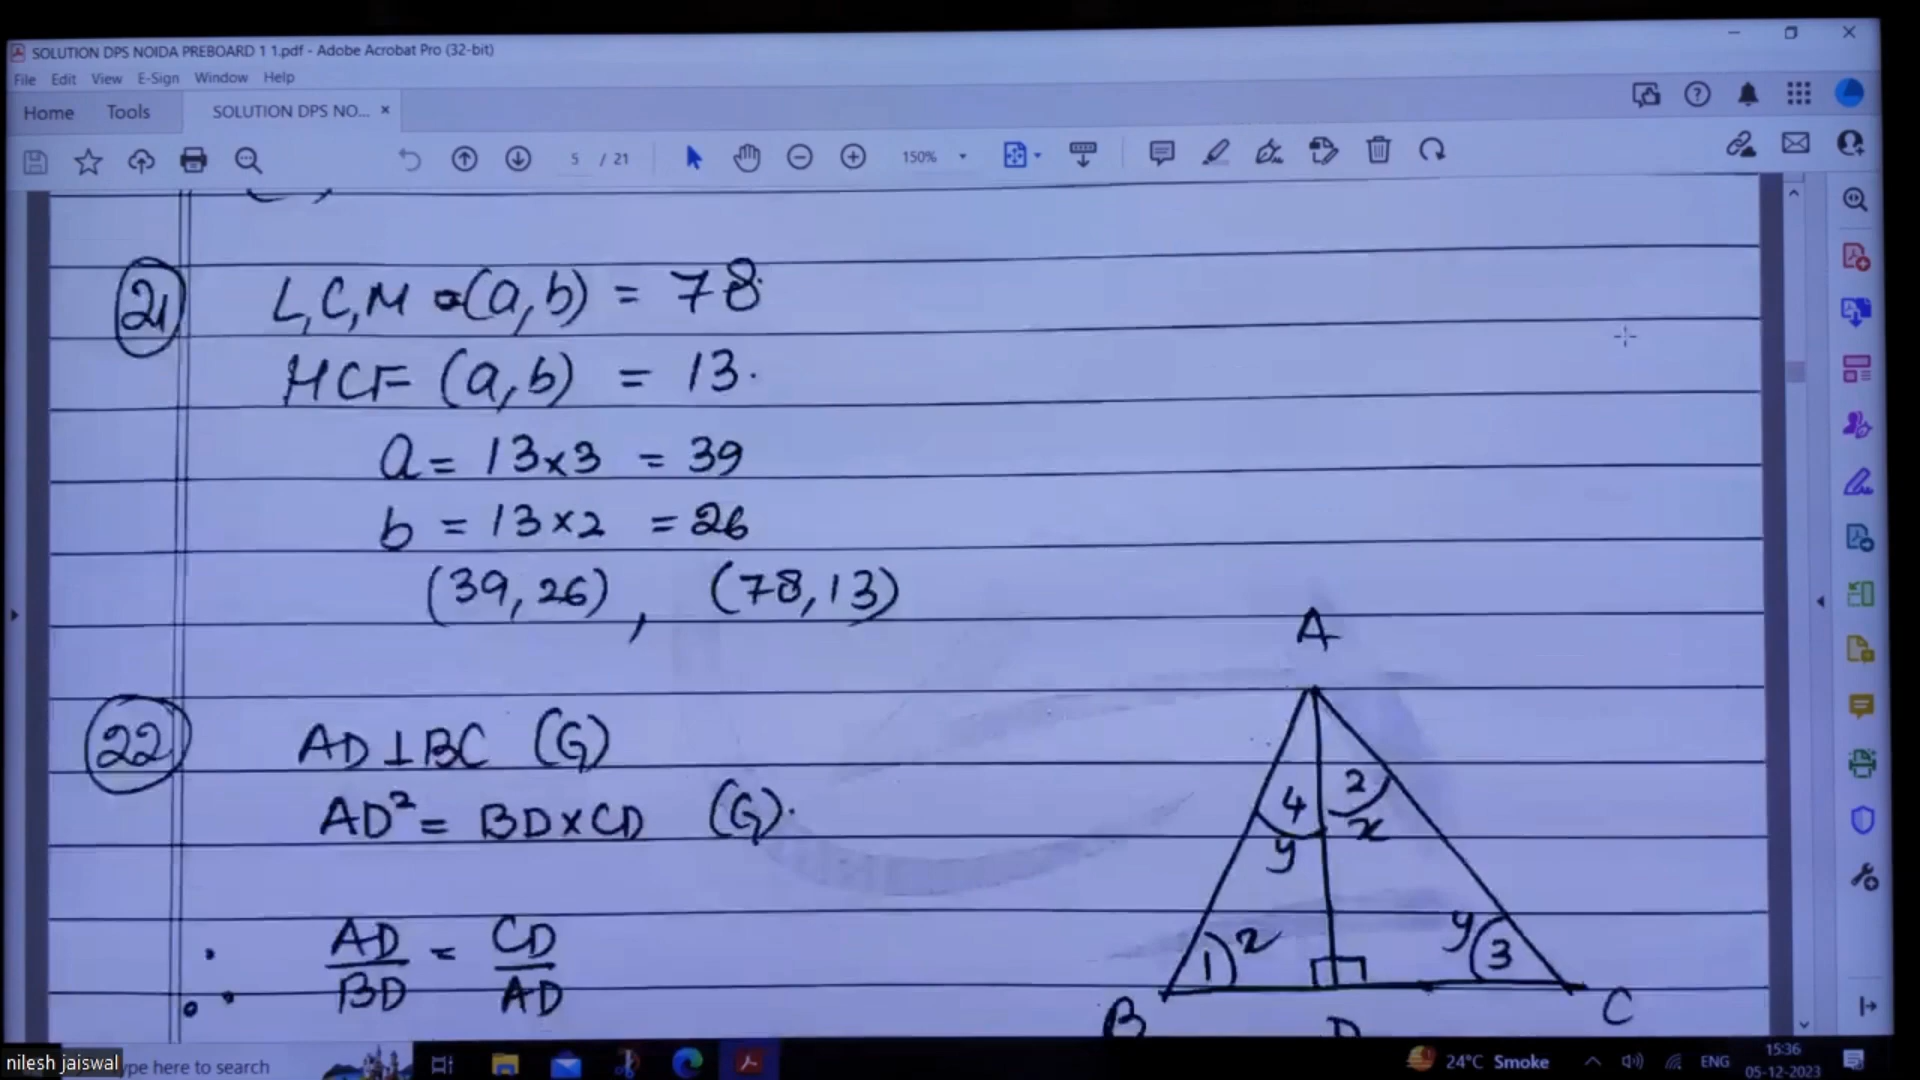 SOLUTION DPS NOIDA PREBOARD 1 1.pdf - Adobe Acrobat Pro (32-bit)
File Edit View E-Sign Window Help
Home Tools SOLUTION DPS NO... ×
5 / 21 150%
21 L,C,M (a,b) = 78.
HCF (a,b) = 13.
a = 13×3 = 39
b = 13×2 = 26
(39,26) , (78,13)
A
22 AD⊥BC (G)
AD² = BD×CD (G).
4 2
y x
∴ AD/BD = CD/AD
1 x y 3
B D C
nilesh jaiswal
ype here to search
24°C Smoke ENG 15:36
05-12-2023